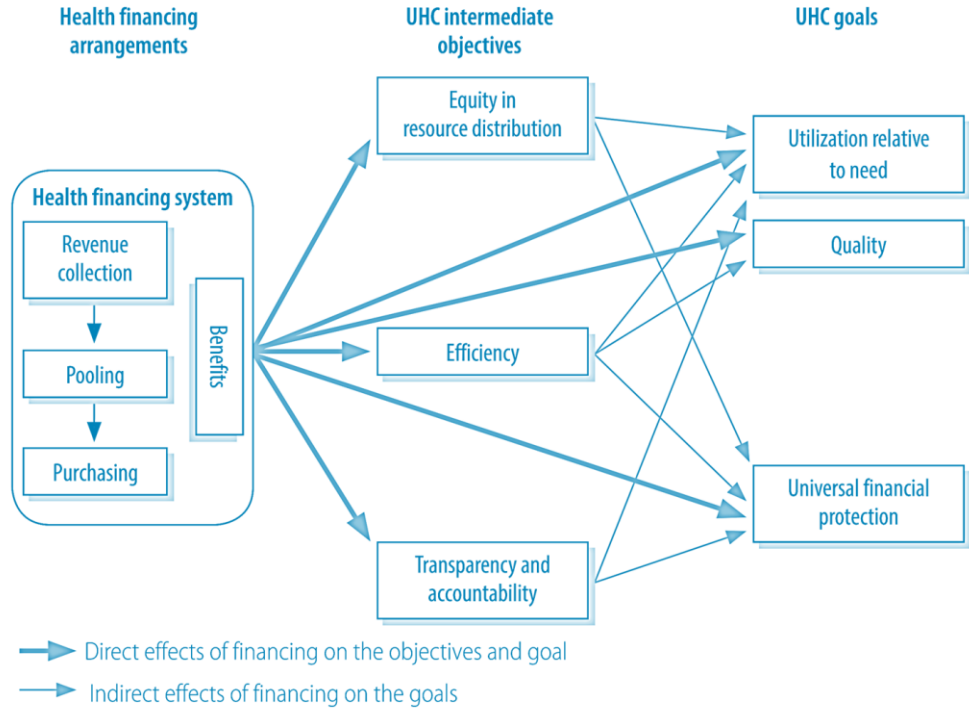 Health financing
arrangements
UHC intermediate
objectives
UHC goals
Health financing system
Revenue
collection
Pooling
Purchasing
Benefits
Equity in
resource distribution
Efficiency
Transparency and
accountability
Utilization relative
to need
Quality
Universal financial
protection
Direct effects of financing on the objectives and goal
Indirect effects of financing on the goals